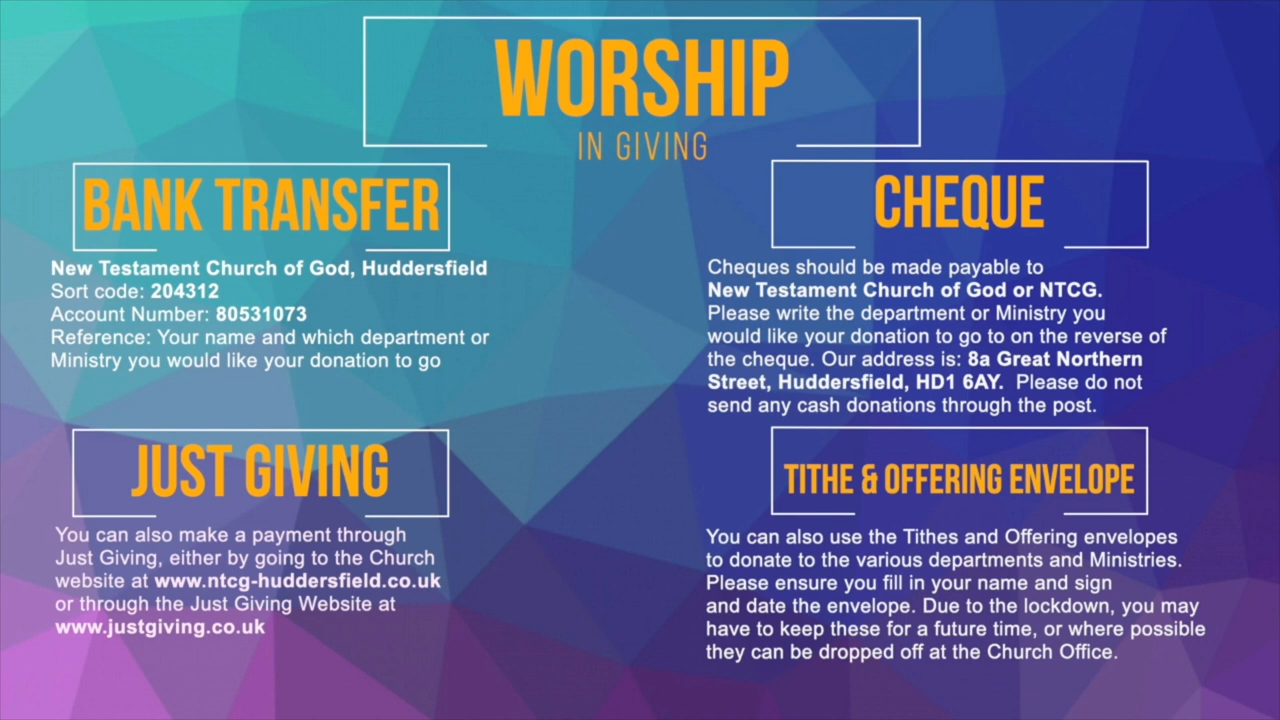 WORSHIP
IN GIVING
BANK TRANSFER
New Testament Church of God, Huddersfield
Sort code: 204312
Account Number: 80531073
Reference: Your name and which department or
Ministry you would like your donation to go
CHEQUE
Cheques should be made payable to
New Testament Church of God or NTCG.
Please write the department or Ministry you
would like your donation to go to on the reverse of
the cheque. Our address is: 8a Great Northern
Street, Huddersfield, HD1 6AY. Please do not
send any cash donations through the post.
JUST GIVING
You can also make a payment through
Just Giving, either by going to the Church
website at www.ntcg-huddersfield.co.uk
or through the Just Giving Website at
www.justgiving.co.uk
TITHE & OFFERING ENVELOPE
You can also use the Tithes and Offering envelopes
to donate to the various departments and Ministries.
Please ensure you fill in your name and sign
and date the envelope. Due to the lockdown, you may
have to keep these for a future time, or where possible
they can be dropped off at the Church Office.